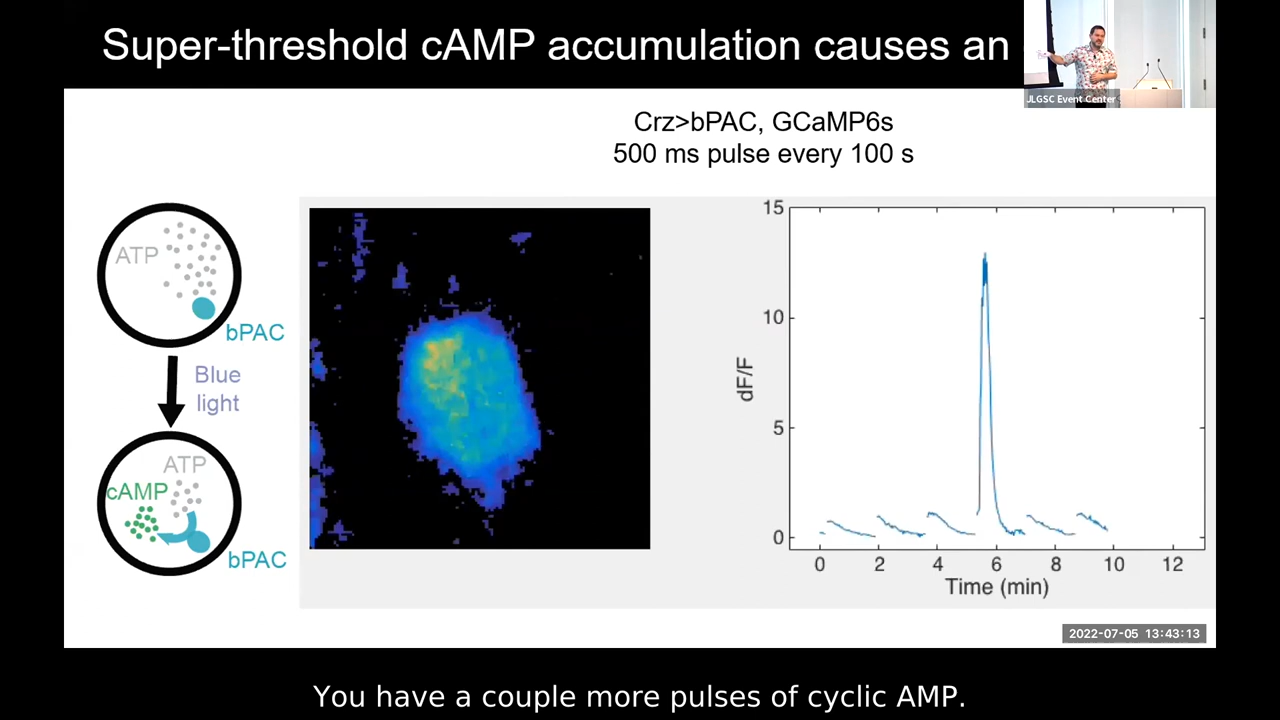 Super-threshold cAMP accumulation causes an
JLGSC Event Center
Crz>bPAC, GCaMP6s
500 ms pulse every 100 s
ATP
bPAC
Blue
light
ATP
cAMP
bPAC
15
10
5
0
dF/F
0 2 4 6 8 10 12
Time (min)
2022-07-05 13:43:13
You have a couple more pulses of cyclic AMP.